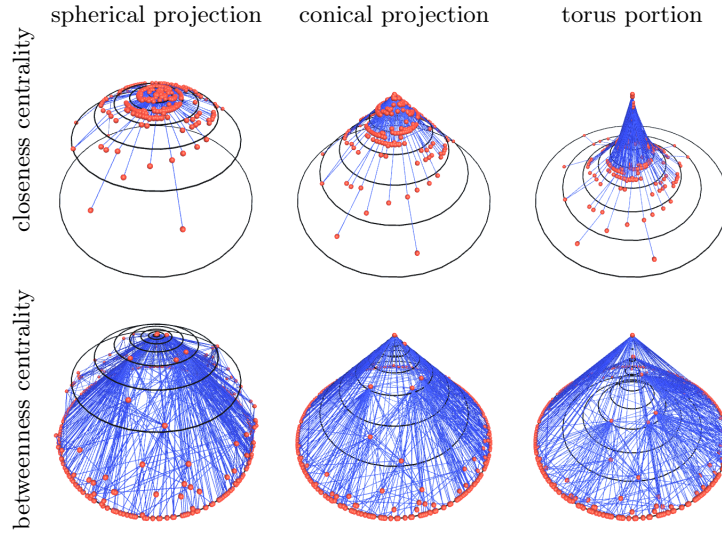 spherical projection
conical projection
torus portion
closeness centrality
betweenness centrality